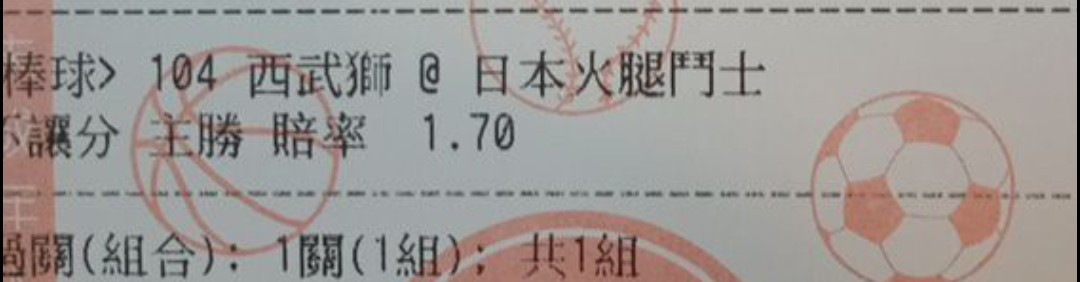 棒球> 104 西武獅 @ 日本火腿鬥士
不讓分 主勝 賠率 1.70
過關(組合): 1關(1組); 共1組